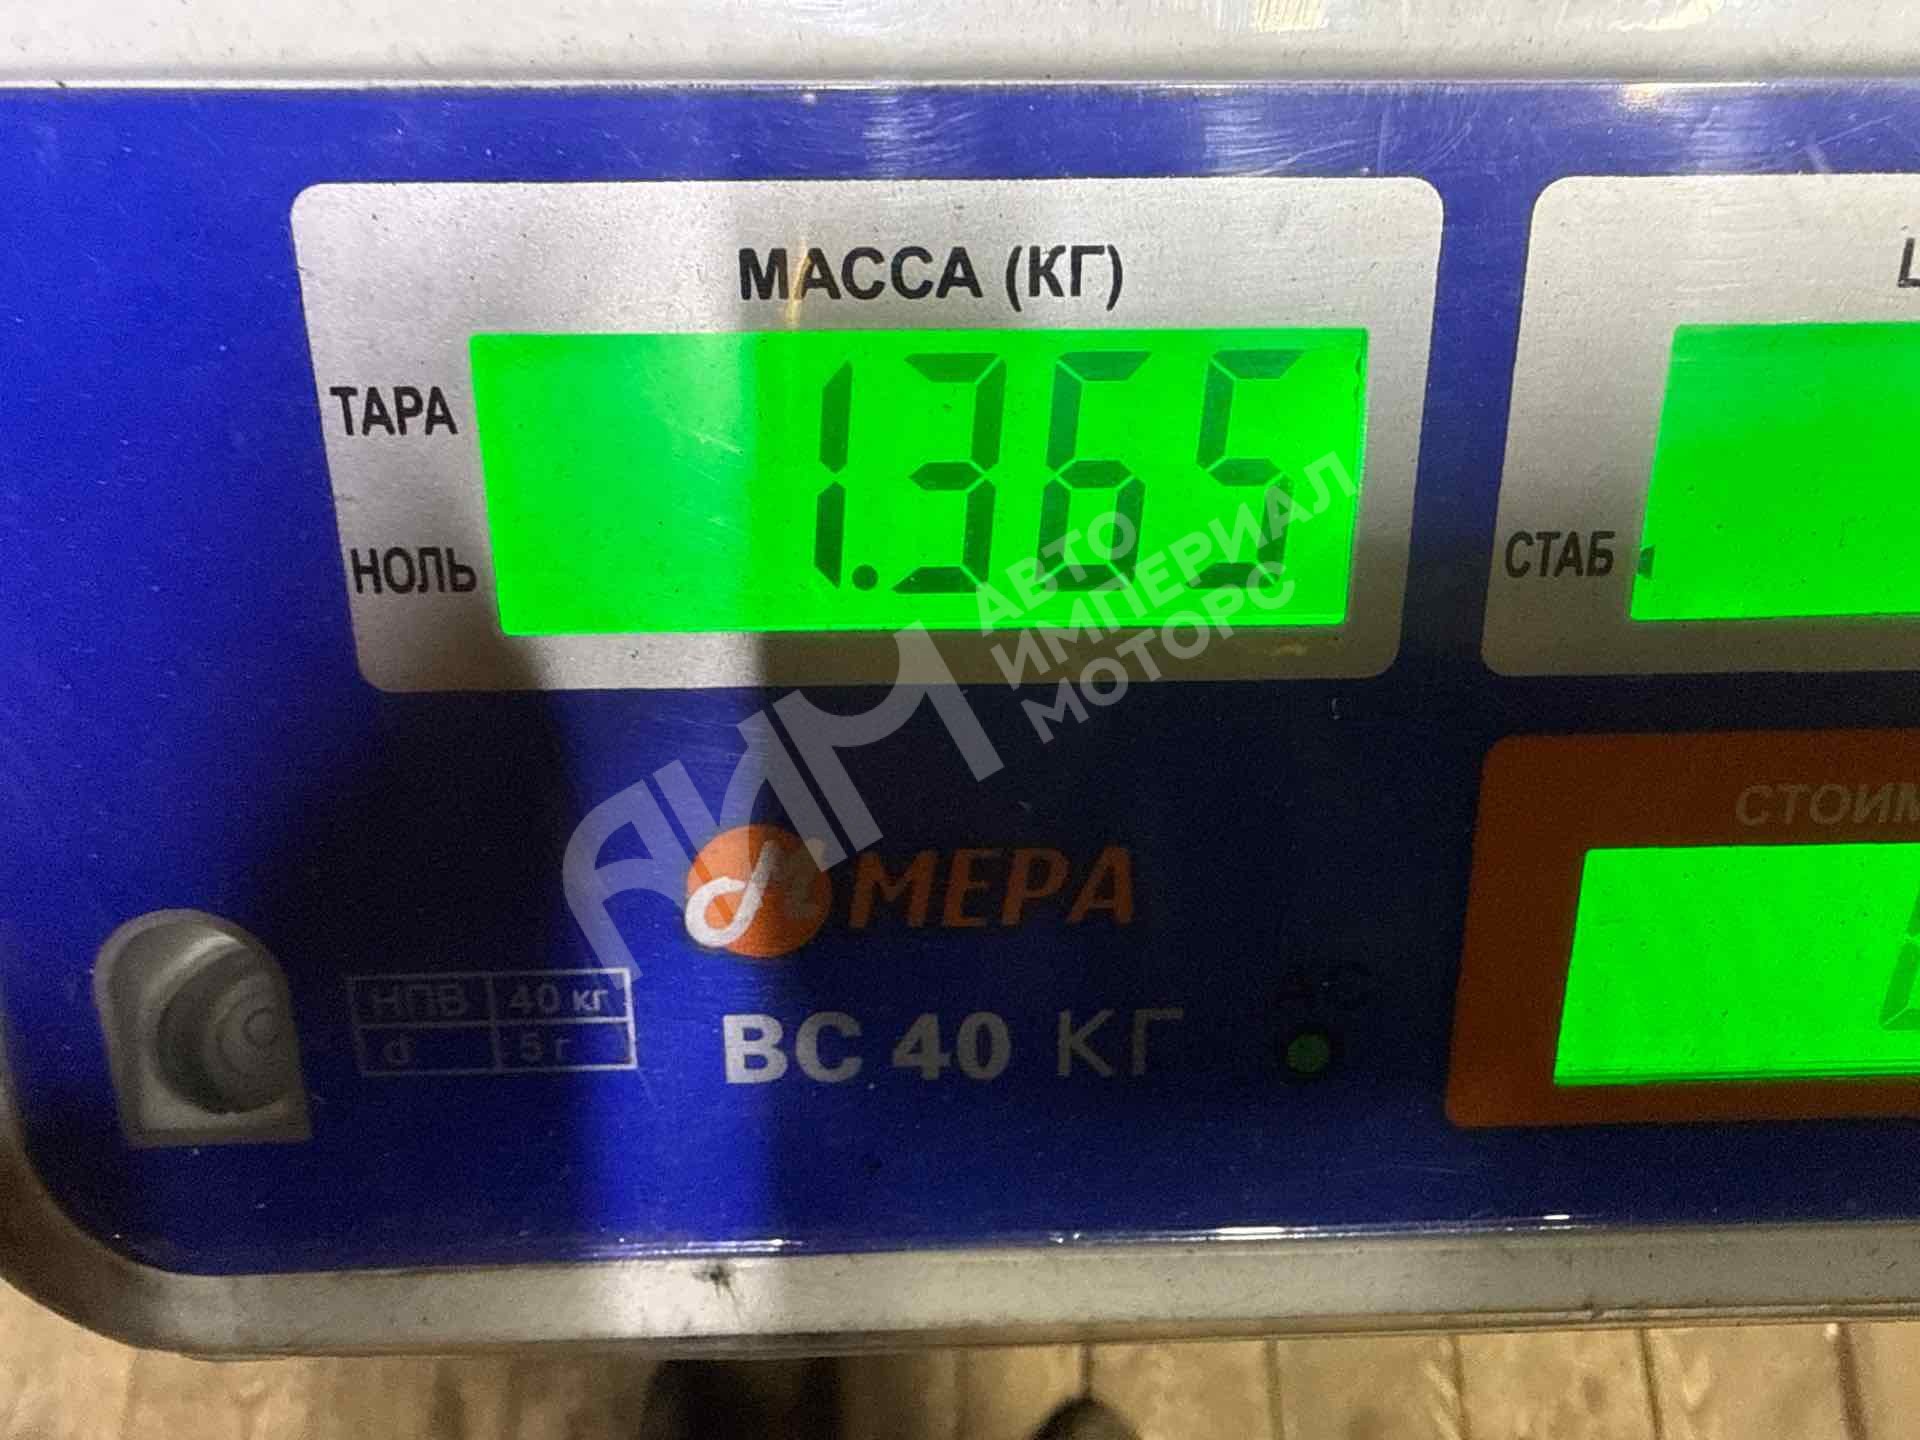 МАССА (КГ)
ТАРА
1.365
НОЛЬ
СТАБ
АВТО
ИМПЕРИАЛ
МОТОРС
АИМ
МЕРА
НПВ 40 кг
d 5 г
ВС 40 КГ
AC